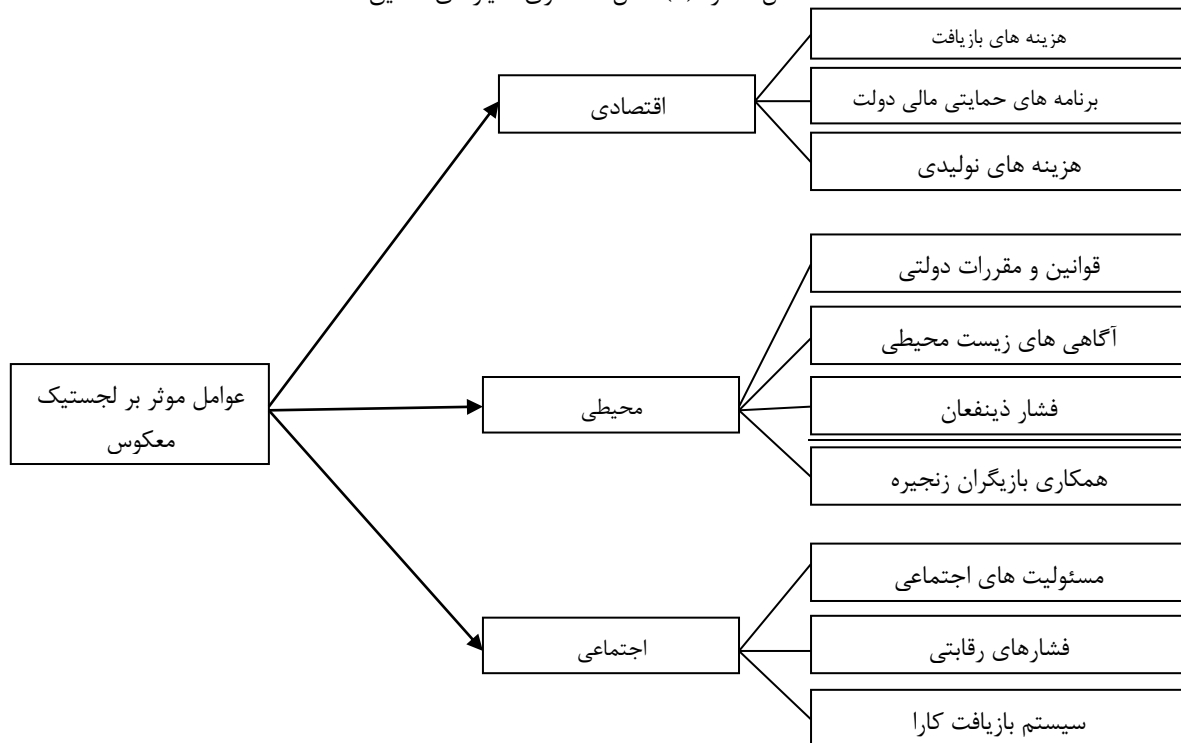 هزینه های بازیافت
اقتصادی
برنامه های حمایتی مالی دولت
هزینه های نولیدی
قوانین و مقررات دولتی
آگاهی های زیست محیطی
عوامل موثر بر لجستیک
معکوس
محیطی
فشار ذینفعان
همکاری بازیگران زنجیره
مسئولیت های اجتماعی
اجتماعی
فشارهای رقابتی
سیستم بازیافت کارا